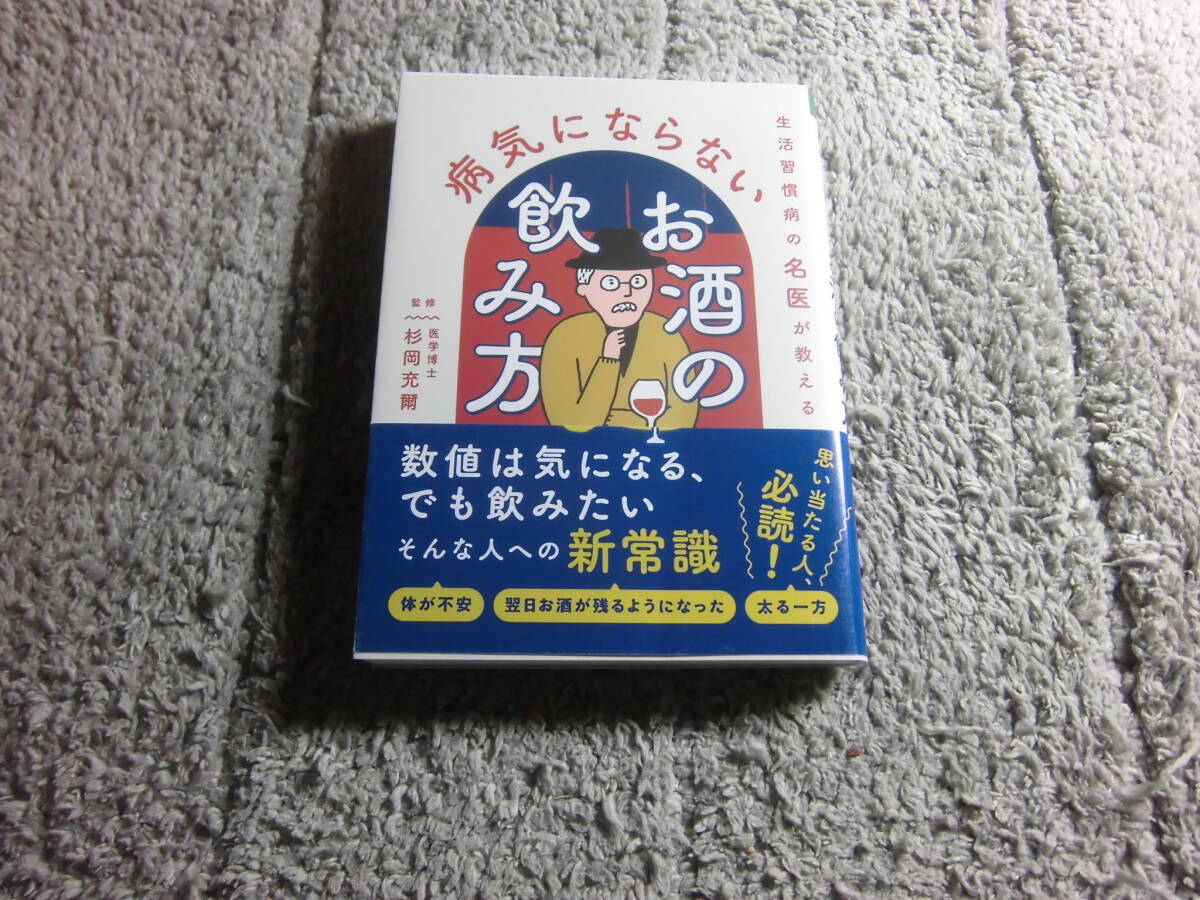 生活習慣病の名医が教える
病気にならない
お酒の
飲み方
監修
医学博士
杉岡充爾
数値は気になる、
でも飲みたい
そんな人への新常識
思い当たる人、
必読！
体が不安
翌日お酒が残るようになった
太る一方